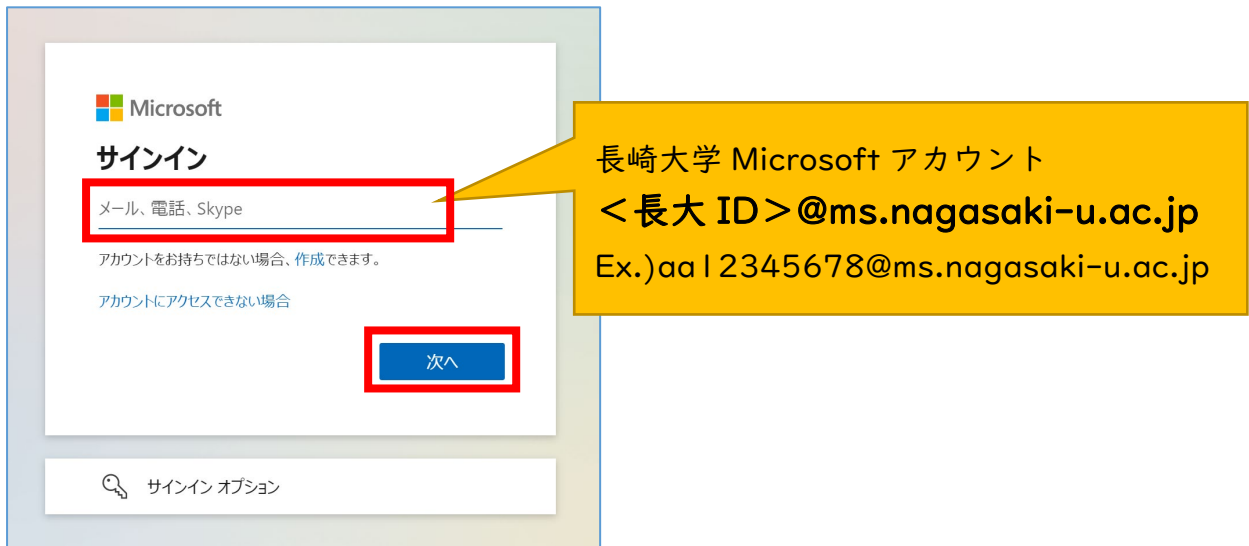 Microsoft
サインイン
メール、電話、Skype
アカウントをお持ちではない場合、作成できます。
アカウントにアクセスできない場合
次へ
サインイン オプション
長崎大学 Microsoft アカウント
＜長大 ID＞@ms.nagasaki-u.ac.jp
Ex.)aa12345678@ms.nagasaki-u.ac.jp